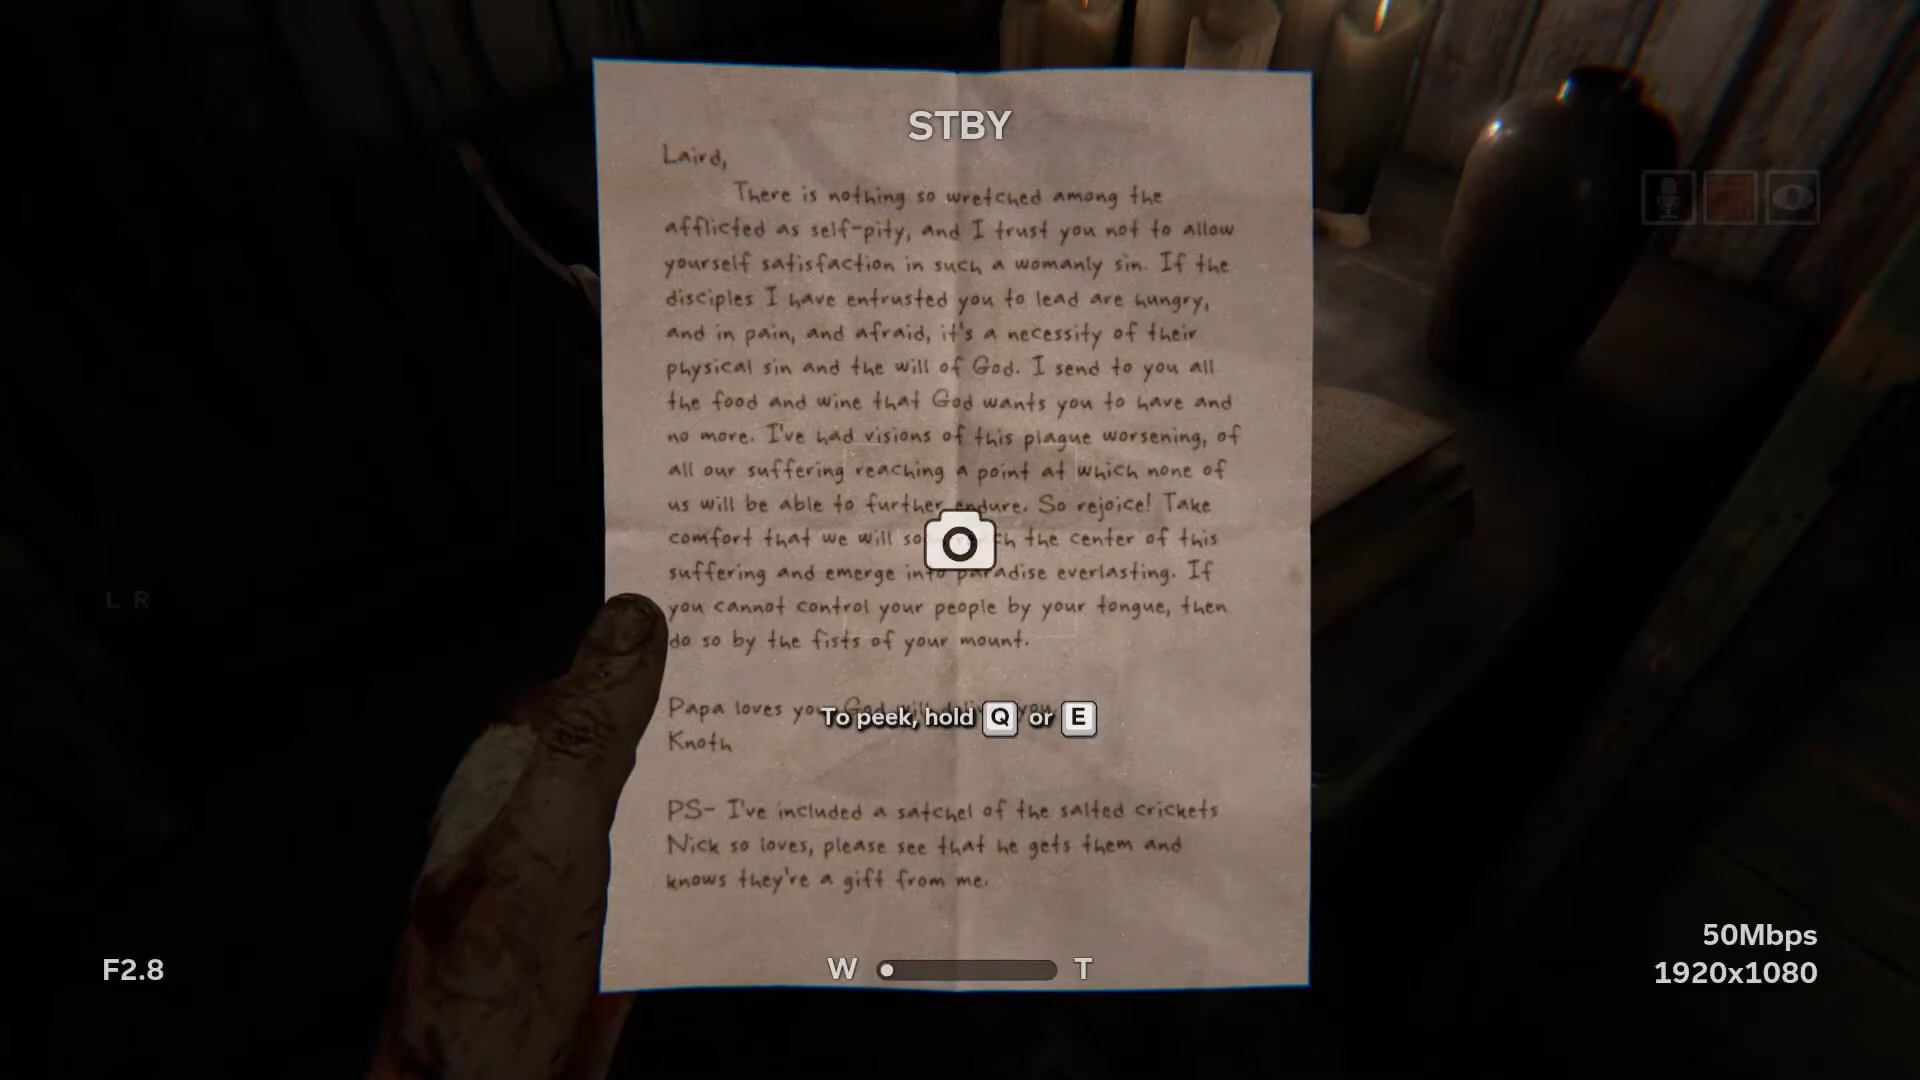 STBY
Laird,
There is nothing so wretched among the
afflicted as self-pity, and I trust you not to allow
yourself satisfaction in such a womanly sin. If the
disciples I have entrusted you to lead are hungry,
and in pain, and afraid, it's a necessity of their
physical sin and the will of God. I send to you all
the food and wine that God wants you to have and
no more. I've had visions of this plague worsening, of
all our suffering reaching a point at which none of
us will be able to further endure. So rejoice! Take
comfort that we will the center of this
suffering and emerge into paradise everlasting. If
you cannot control your people by your tongue, then
do so by the fists of your mount.
L R
Papa loves you. God will you
To peek, hold Q or E
Knoth
PS- I've included a satchel of the salted crickets
Nick so loves, please see that he gets them and
knows they're a gift from me.
F2.8
W T
50Mbps
1920x1080